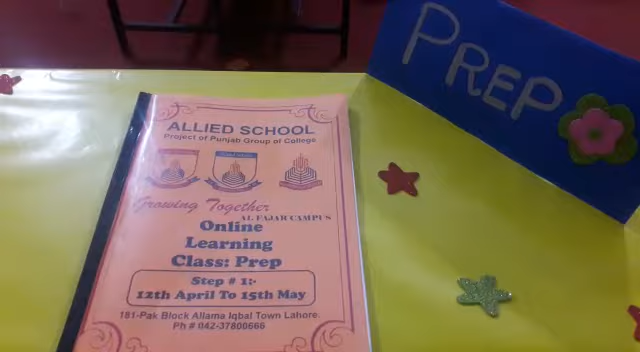 PREP
ALLIED SCHOOL
Project of Punjab Group of College
Growing Together
AL FAJAR CAMPUS
Online
Learning
Class: Prep
Step # 1:-
12th April To 15th May
181-Pak Block Allama Iqbal Town Lahore.
Ph # 042-37800666